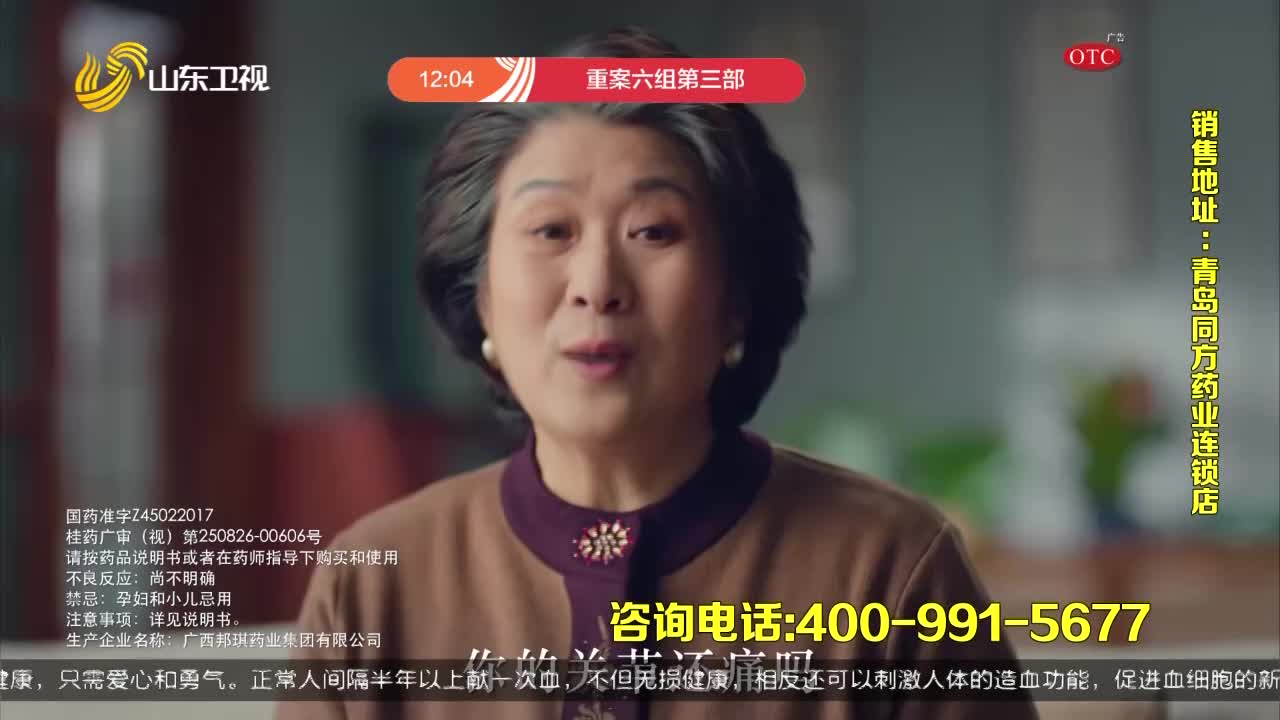 山东卫视
12:04
重案六组第三部
广告
OTC
销售地址：青岛同方药业连锁店
国药准字Z45022017
桂药广审（视）第250826-00606号
请按药品说明书或者在药师指导下购买和使用
不良反应：尚不明确
禁忌：孕妇和小儿忌用
注意事项：详见说明书。
生产企业名称：广西邦琪药业集团有限公司
咨询电话:400-991-5677
你的关节还痛吗
健康，只需爱心和勇气。正常人间隔半年以上献一次血，不但无损健康，相反还可以刺激人体的造血功能，促进血细胞的新